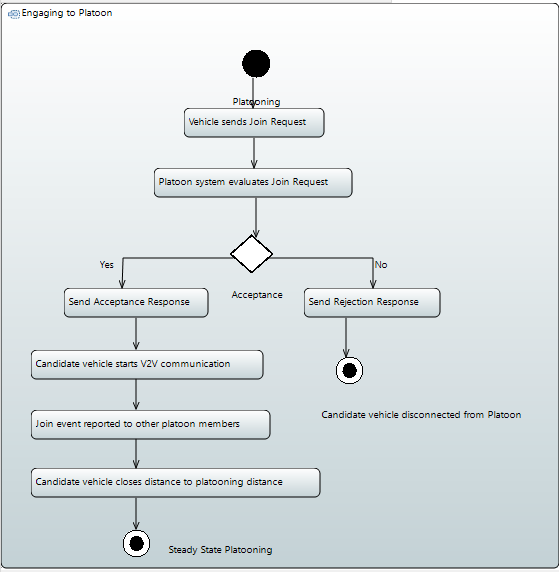 Engaging to Platoon
Platooning
Vehicle sends Join Request
Platoon system evaluates Join Request
Yes
No
Acceptance
Send Acceptance Response
Send Rejection Response
Candidate vehicle starts V2V communication
Candidate vehicle disconnected from Platoon
Join event reported to other platoon members
Candidate vehicle closes distance to platooning distance
Steady State Platooning